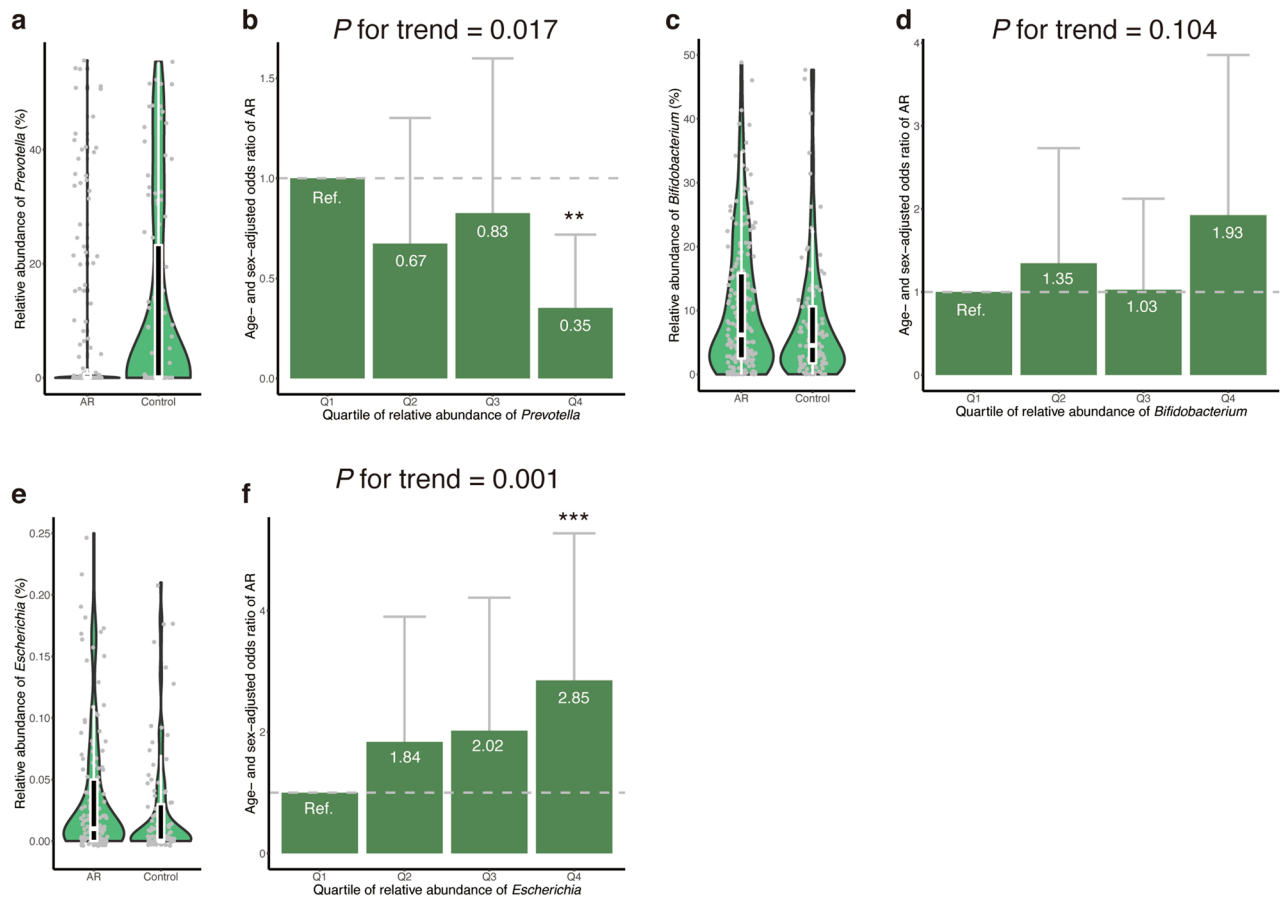 a
Relative abundance of Prevotella (%)
40
20
0
AR
Control
b
P for trend = 0.017
Age− and sex−adjusted odds ratio of AR
1.5
1.0
0.5
0.0
Ref.
0.67
0.83
**
0.35
Q1
Q2
Q3
Q4
Quartile of relative abundance of Prevotella
c
Relative abundance of Bifidobacterium (%)
50
40
30
20
10
0
AR
Control
d
P for trend = 0.104
Age− and sex−adjusted odds ratio of AR
4
3
2
1
0
Ref.
1.35
1.03
1.93
Q1
Q2
Q3
Q4
Quartile of relative abundance of Bifidobacterium
e
Relative abundance of Escherichia (%)
0.25
0.20
0.15
0.10
0.05
0.00
AR
Control
f
P for trend = 0.001
Age− and sex−adjusted odds ratio of AR
4
2
0
Ref.
1.84
2.02
***
2.85
Q1
Q2
Q3
Q4
Quartile of relative abundance of Escherichia